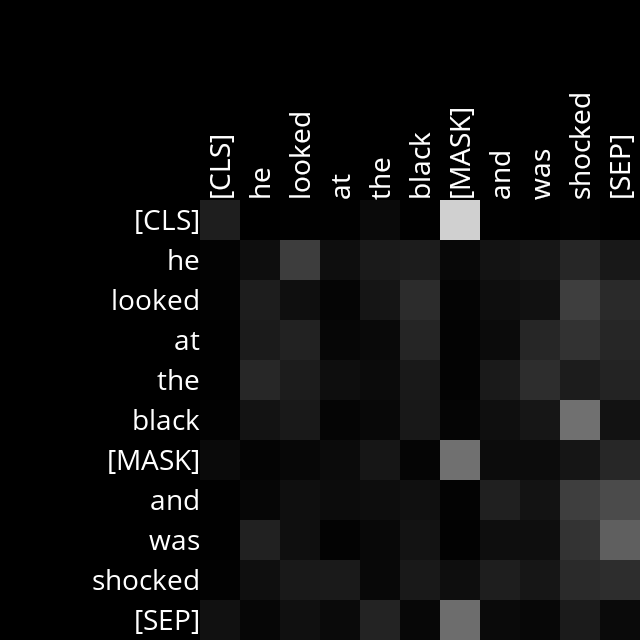 [CLS] he looked at the black [MASK] and was shocked [SEP]
[CLS]
he
looked
at
the
black
[MASK]
and
was
shocked
[SEP]